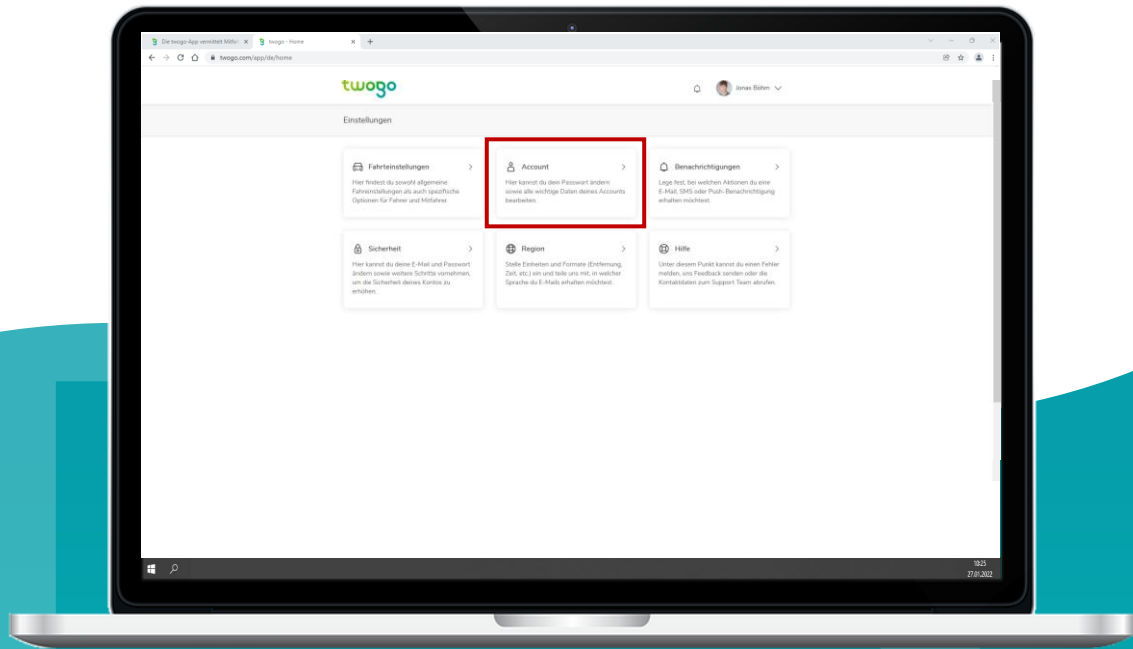 Die twogo-App vermittelt Mitfa
twogo - Home
twogo.com/app/de/home
twogo
Jonas Böhm
Einstellungen
Fahrteinstellungen
Hier findest du sowohl allgemeine
Fahreinstellungen als auch spezifische
Optionen für Fahrer und Mitfahrer.
Account
Hier kannst du dein Passwort ändern
sowie alle wichtige Daten deines Accounts
bearbeiten.
Benachrichtigungen
Lege fest, bei welchen Aktionen du eine
E-Mail, SMS oder Push-Benachrichtigung
erhalten möchtest.
Sicherheit
Hier kannst du deine E-Mail und Passwort
ändern sowie weitere Schritte vornehmen,
um die Sicherheit deines Kontos zu
erhöhen.
Region
Stelle Einheiten und Formate (Entfernung,
Zeit, etc.) ein und teile uns mit, in welcher
Sprache du E-Mails erhalten möchtest.
Hilfe
Unter diesem Punkt kannst du einen Fehler
melden, uns Feedback senden oder die
Kontaktdaten zum Support Team abrufen.
10:25
27.01.2022